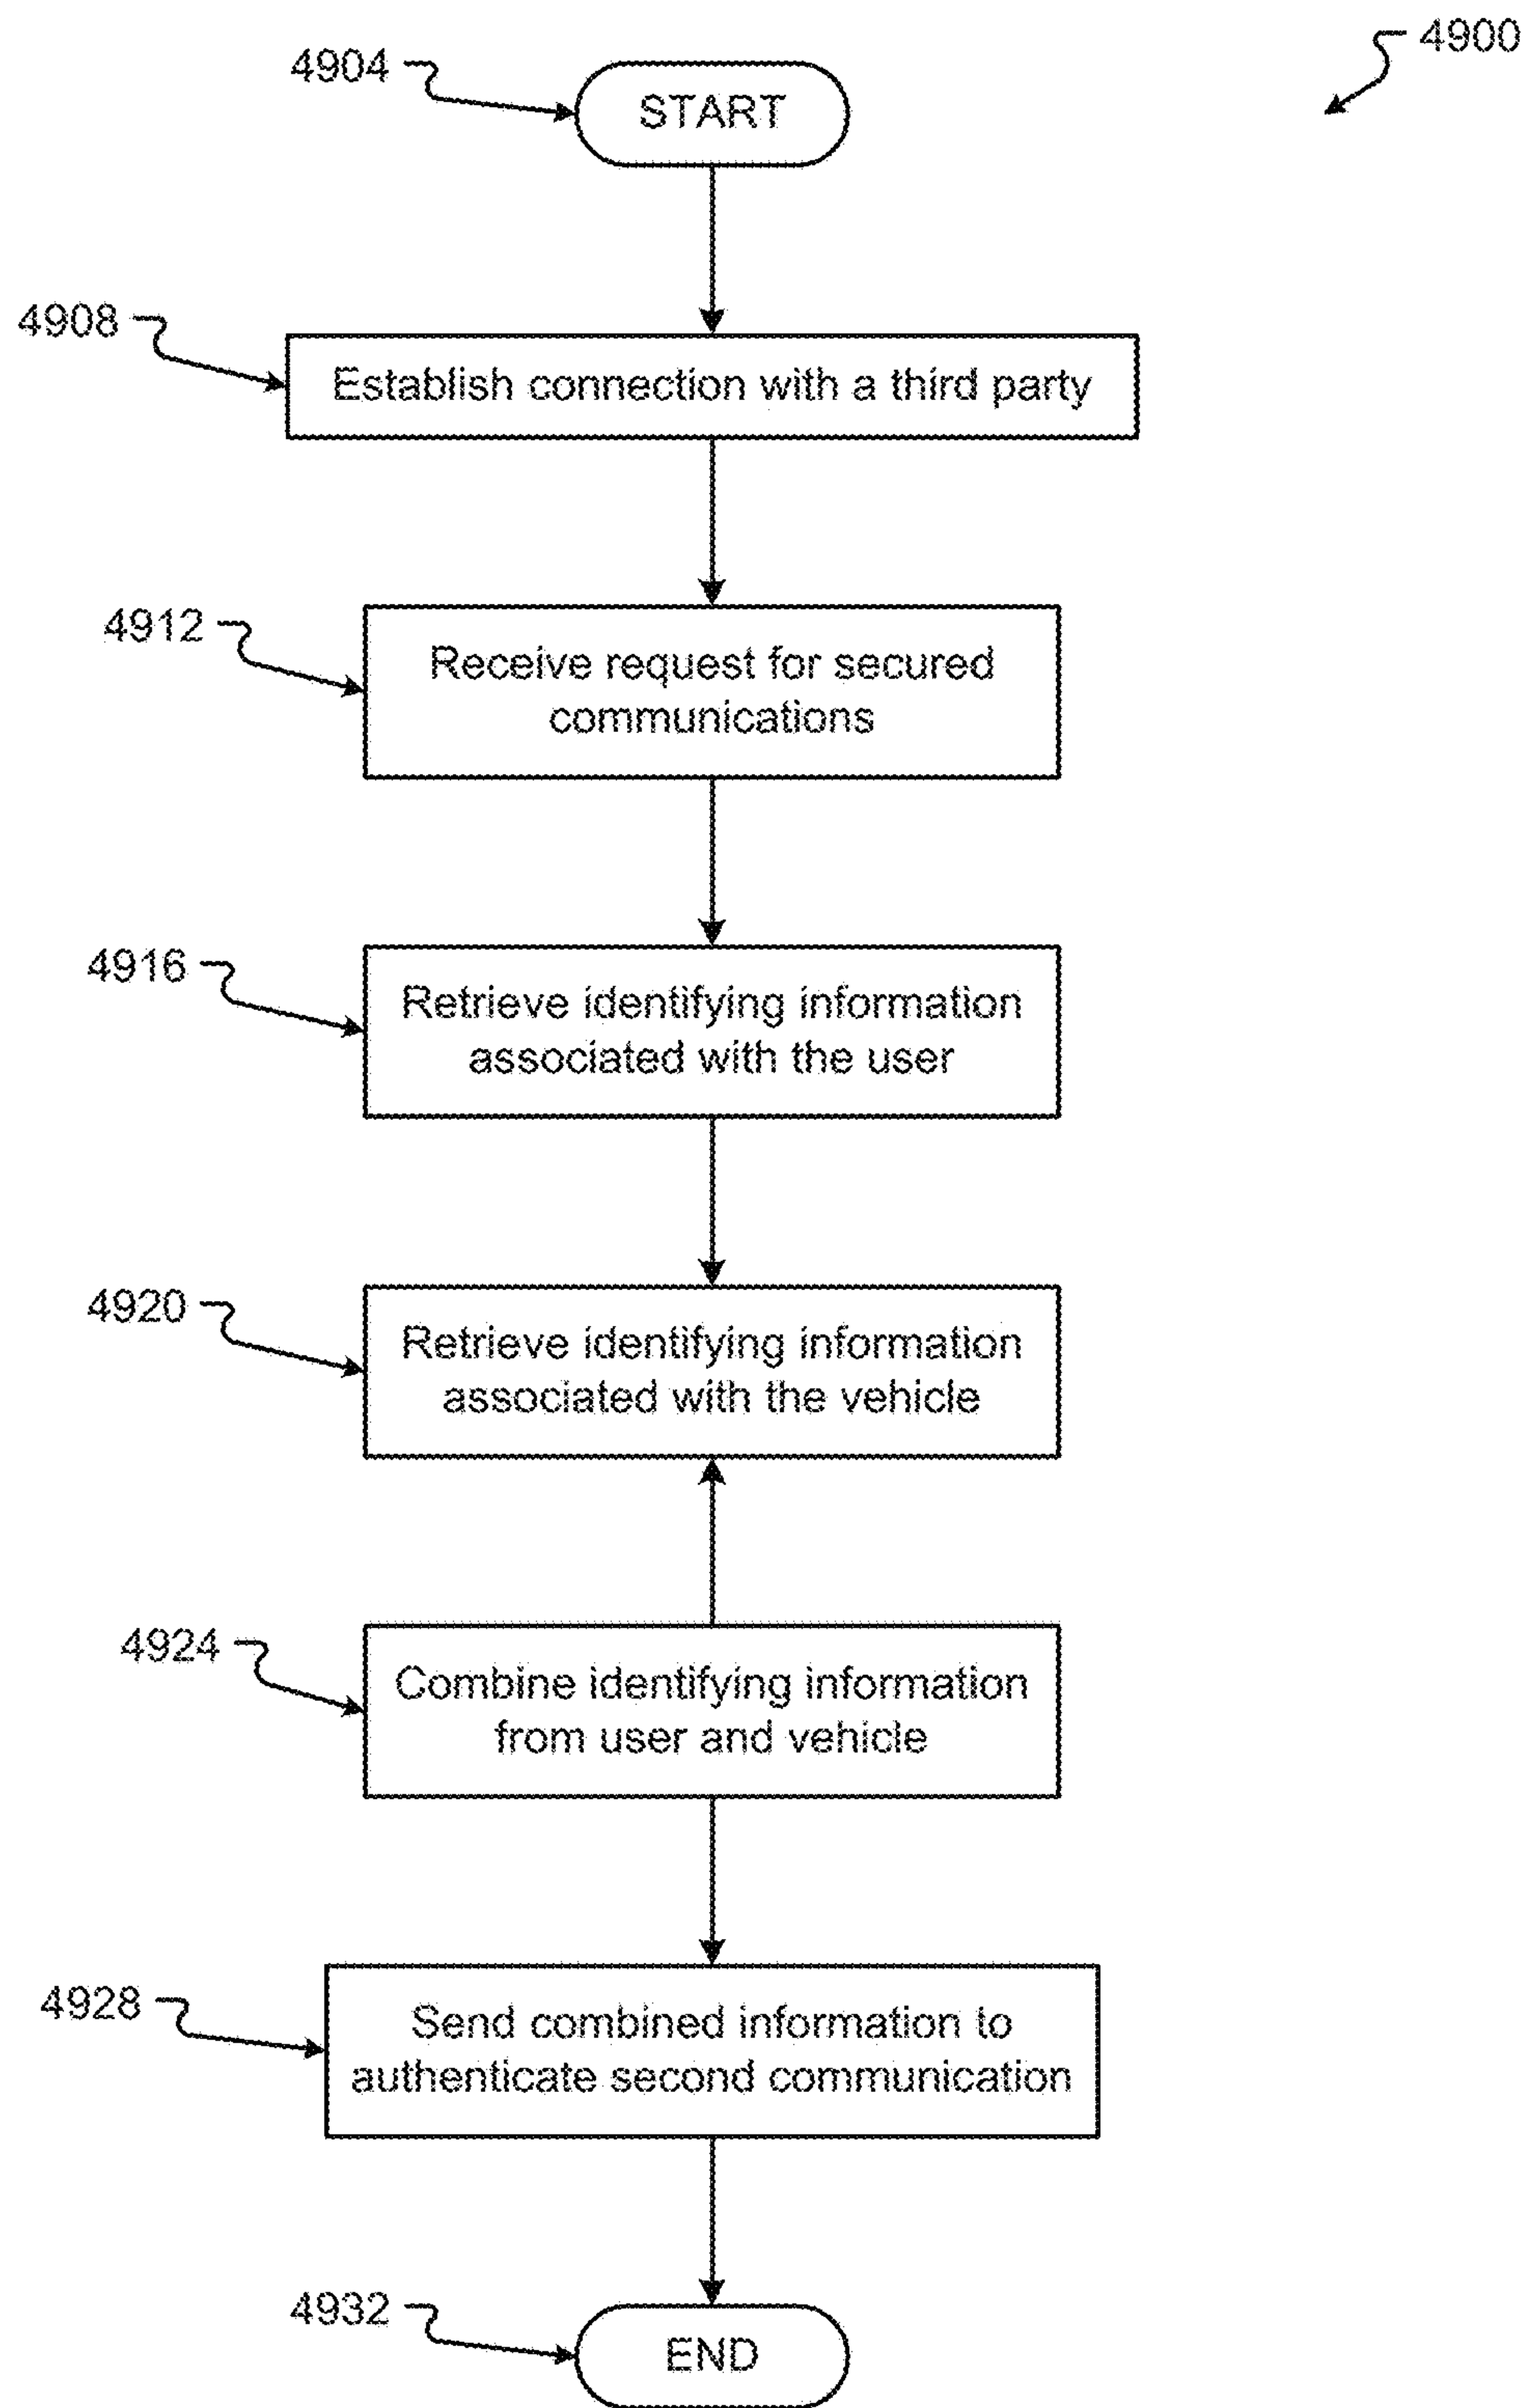 4900
4904
START
4908
Establish connection with a third party
4912
Receive request for secured
communications
4916
Retrieve identifying information
associated with the user
4920
Retrieve identifying information
associated with the vehicle
4924
Combine identifying information
from user and vehicle
4928
Send combined information to
authenticate second communication
4932
END